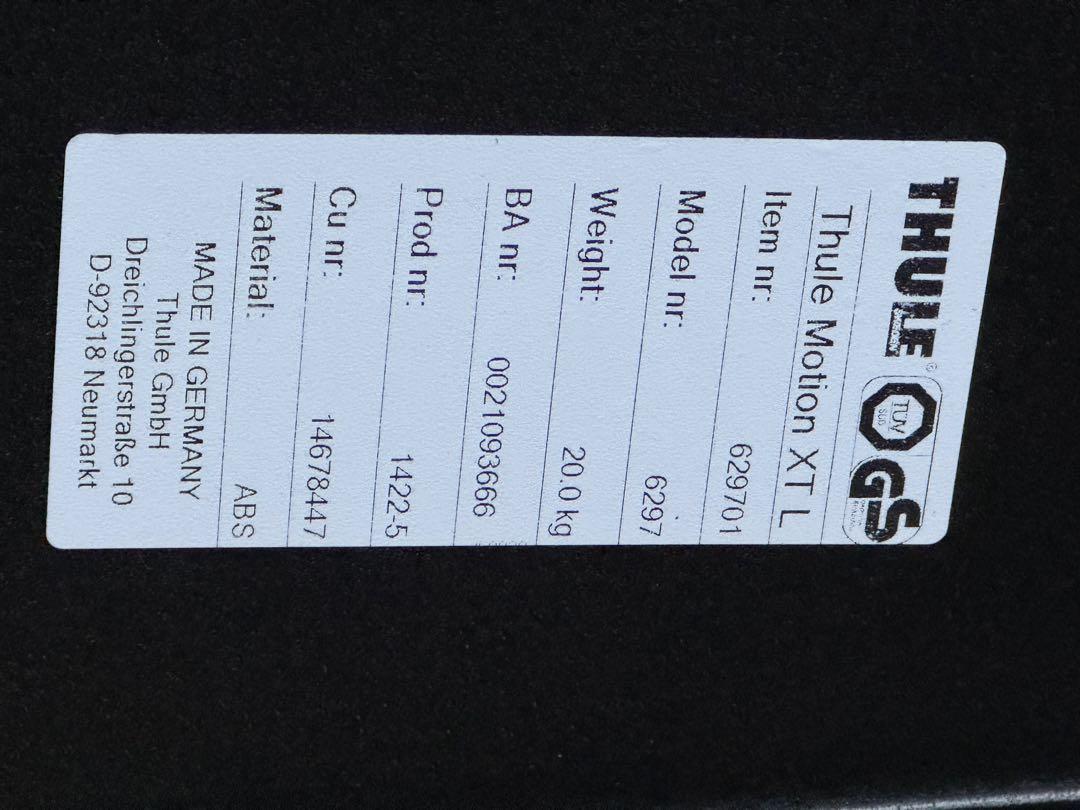 THULE
TÜV SÜD GS
Thule Motion XT L
Item nr: 629701
Model nr: 6297
Weight: 20.0 kg
BA nr: 0021093666
Prod nr: 1422-5
Cu nr: 14678447
Material: ABS
MADE IN GERMANY
Thule GmbH
Dreichlingerstraße 10
D-92318 Neumarkt